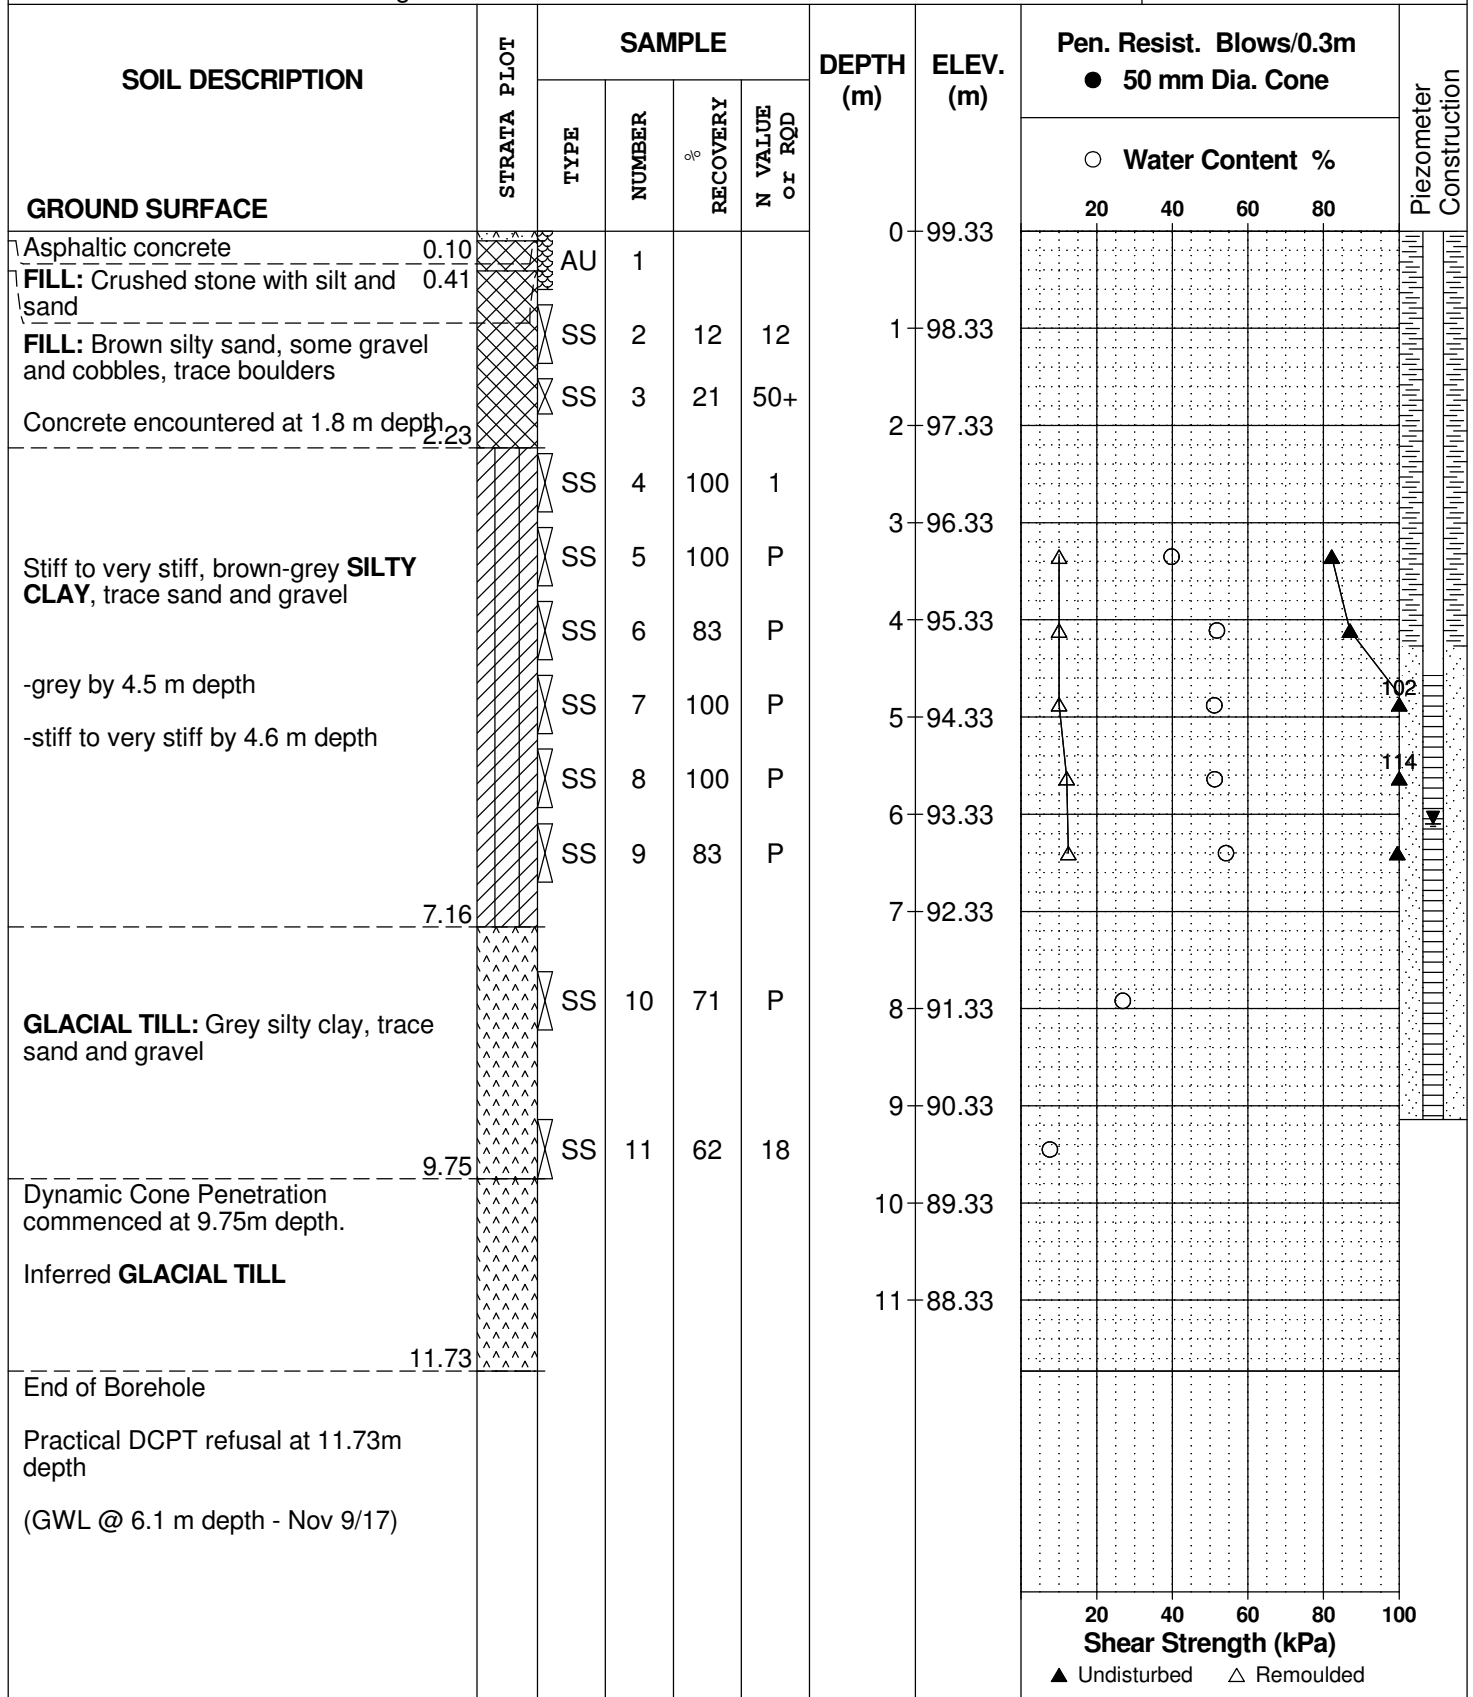 SOIL DESCRIPTION
GROUND SURFACE
STRATA PLOT
SAMPLE
TYPE
NUMBER
% RECOVERY
N VALUE or RQD
DEPTH (m)
ELEV. (m)
Pen. Resist. Blows/0.3m
● 50 mm Dia. Cone
○ Water Content %
20 40 60 80
Piezometer Construction
Asphaltic concrete 0.10
FILL: Crushed stone with silt and 0.41
sand
FILL: Brown silty sand, some gravel
and cobbles, trace boulders
Concrete encountered at 1.8 m depth
2.23
Stiff to very stiff, brown-grey SILTY
CLAY, trace sand and gravel
-grey by 4.5 m depth
-stiff to very stiff by 4.6 m depth
7.16
GLACIAL TILL: Grey silty clay, trace
sand and gravel
9.75
Dynamic Cone Penetration
commenced at 9.75m depth.
Inferred GLACIAL TILL
11.73
End of Borehole
Practical DCPT refusal at 11.73m
depth
(GWL @ 6.1 m depth - Nov 9/17)
AU 1
SS 2 12 12
SS 3 21 50+
SS 4 100 1
SS 5 100 P
SS 6 83 P
SS 7 100 P
SS 8 100 P
SS 9 83 P
SS 10 71 P
SS 11 62 18
0 99.33
1 98.33
2 97.33
3 96.33
4 95.33
5 94.33
6 93.33
7 92.33
8 91.33
9 90.33
10 89.33
11 88.33
102
114
20 40 60 80 100
Shear Strength (kPa)
▲ Undisturbed △ Remoulded